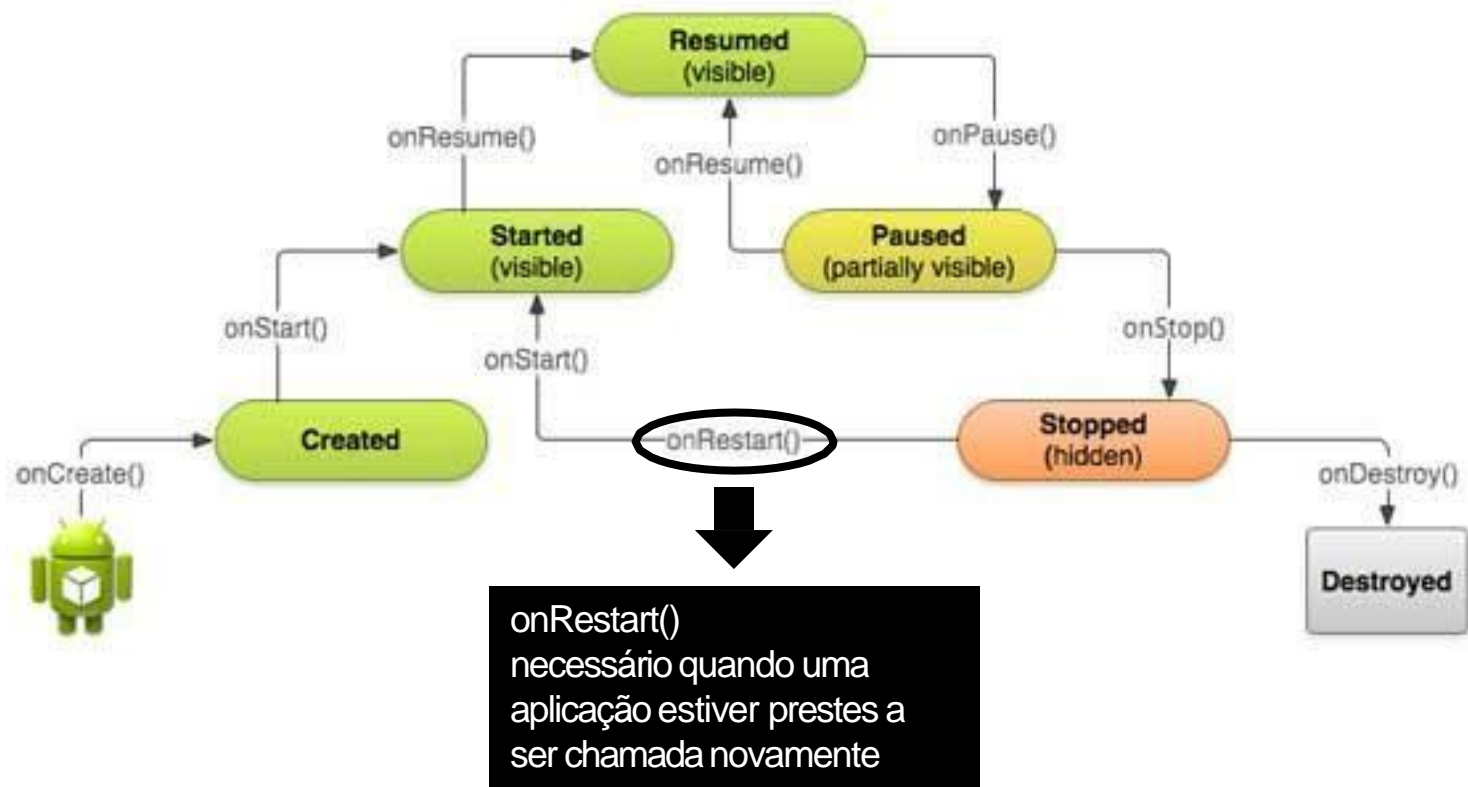 Resumed
(visible)
onResume()
onResume()
onPause()
Started
(visible)
Paused
(partially visible)
onStart()
onStart()
onStop()
Created
onRestart()
Stopped
(hidden)
onCreate()
onDestroy()
Destroyed
onRestart()
necessário quando uma
aplicação estiver prestes a
ser chamada novamente